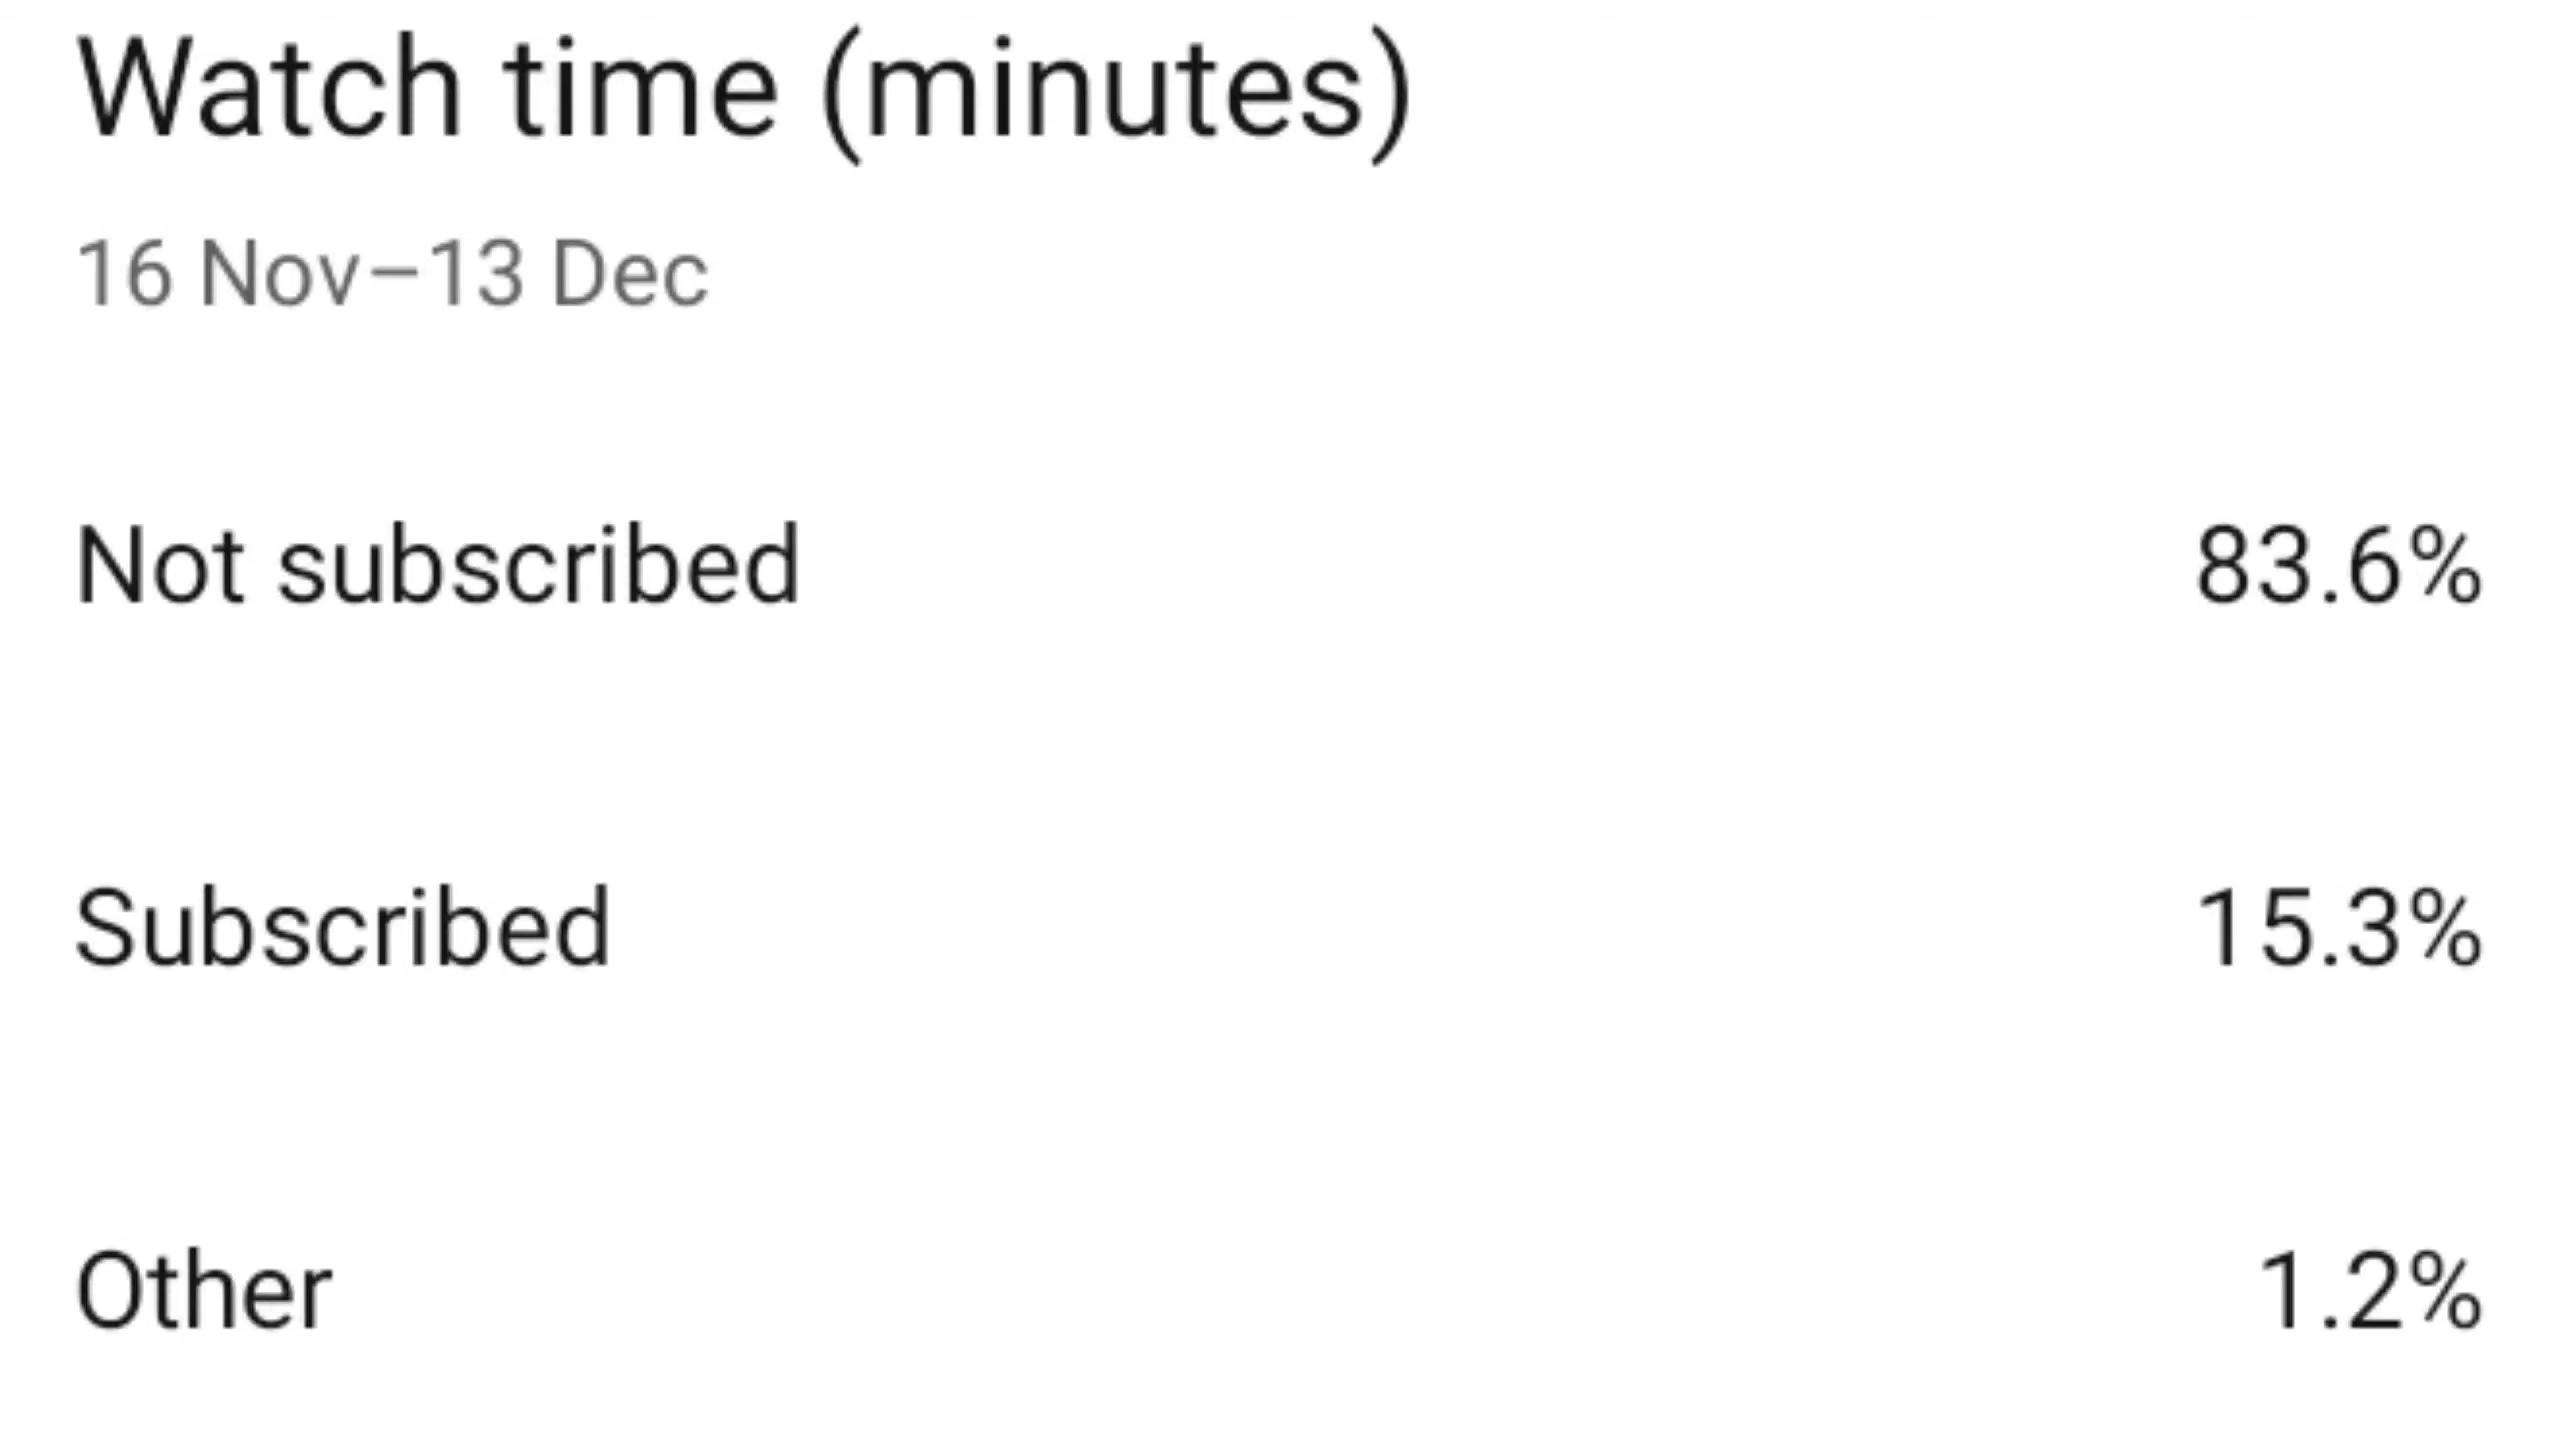 Watch time (minutes)
16 Nov–13 Dec
Not subscribed 83.6%
Subscribed 15.3%
Other 1.2%